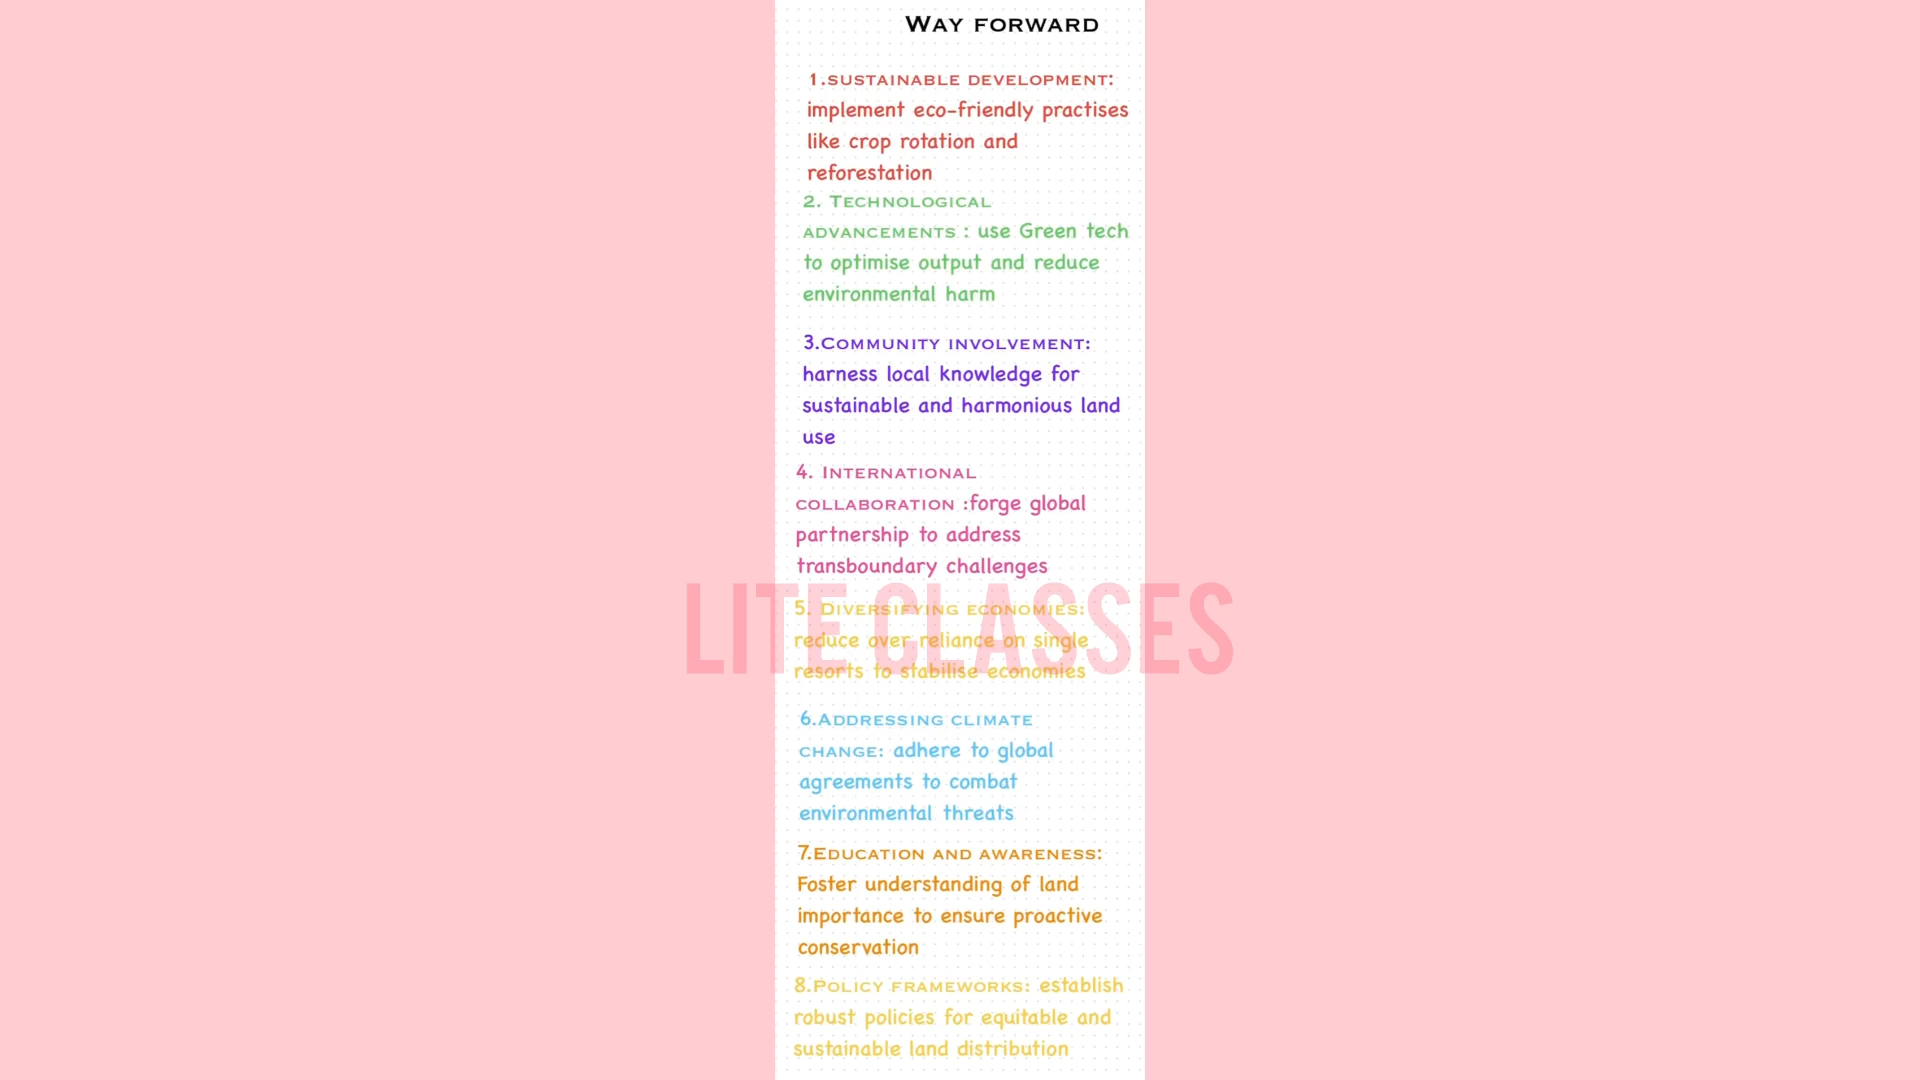 WAY FORWARD
1.SUSTAINABLE DEVELOPMENT:
implement eco-friendly practises
like crop rotation and
reforestation
2. TECHNOLOGICAL
ADVANCEMENTS : use Green tech
to optimise output and reduce
environmental harm
3.COMMUNITY INVOLVEMENT:
harness local knowledge for
sustainable and harmonious land
use
4. INTERNATIONAL
COLLABORATION :forge global
partnership to address
transboundary challenges
5. DIVERSIFYING ECONOMIES:
reduce over reliance on single
resorts to stabilise economies
LITE CLASSES
6.ADDRESSING CLIMATE
CHANGE: adhere to global
agreements to combat
environmental threats
7.EDUCATION AND AWARENESS:
Foster understanding of land
importance to ensure proactive
conservation
8.POLICY FRAMEWORKS: establish
robust policies for equitable and
sustainable land distribution